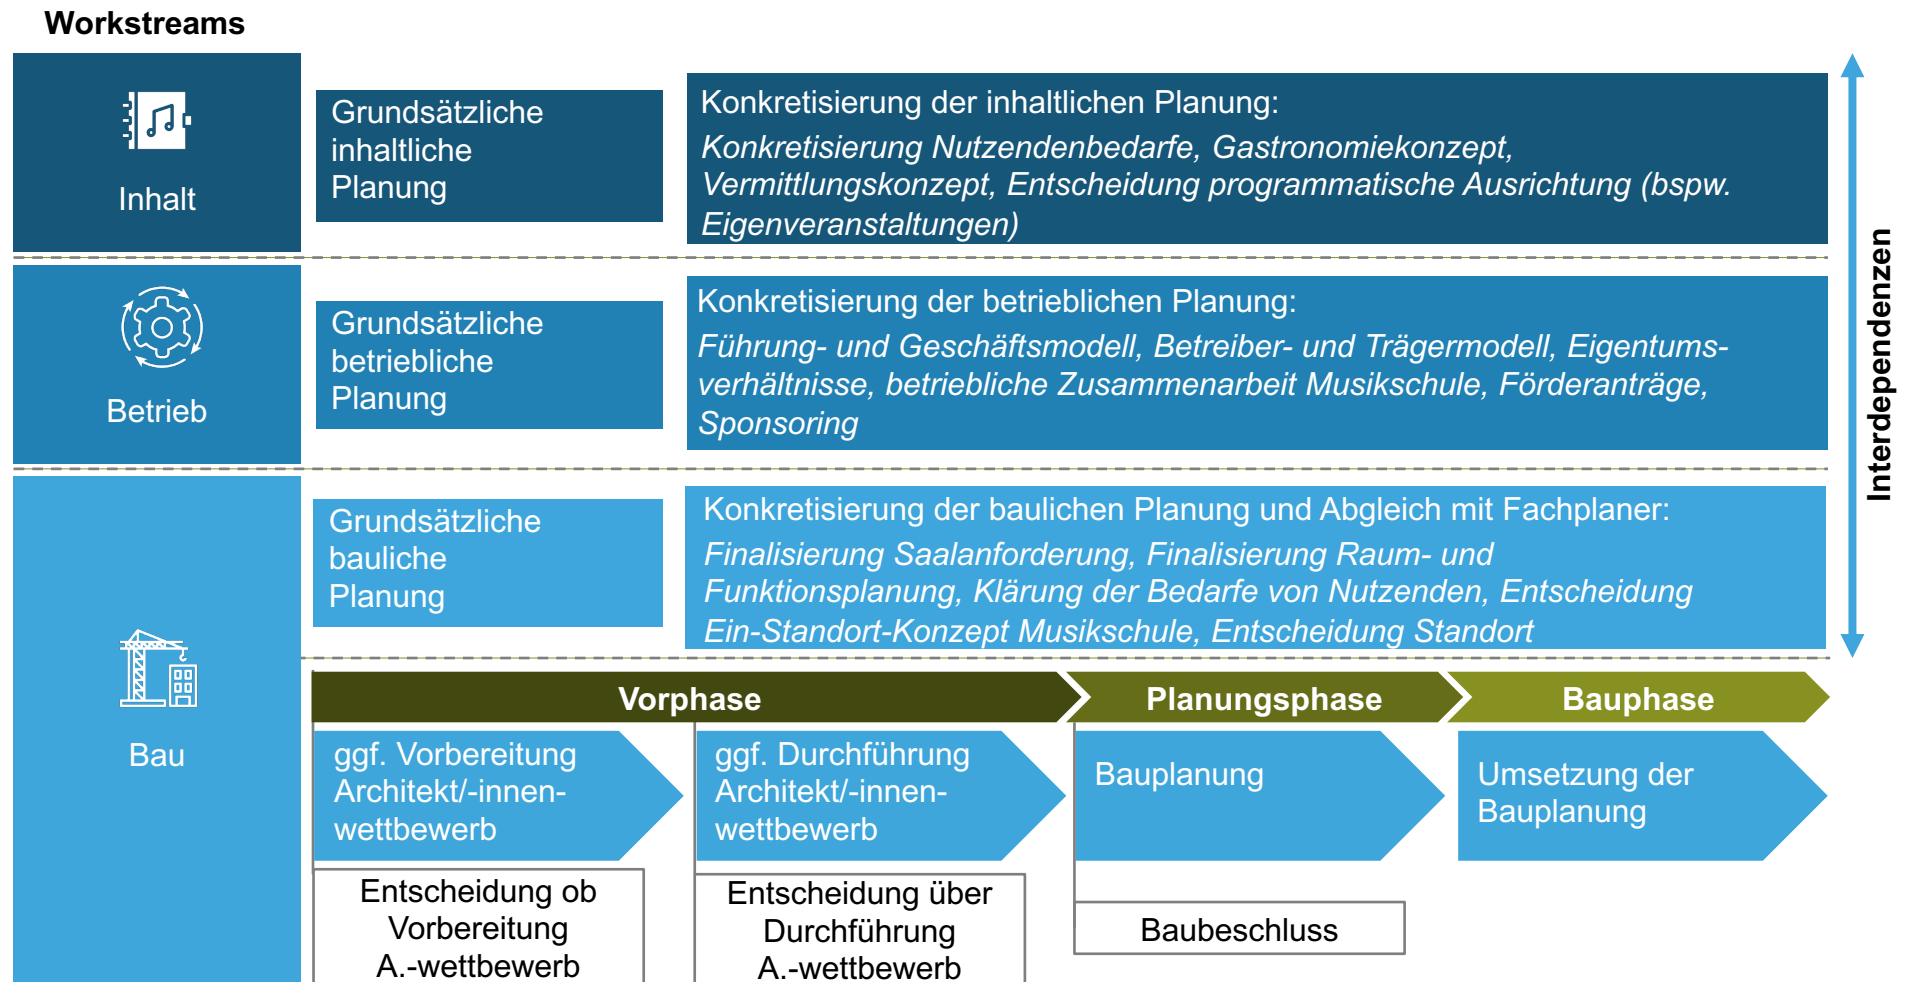 Workstreams
Inhalt
Grundsätzliche
inhaltliche
Planung
Konkretisierung der inhaltlichen Planung:
Konkretisierung Nutzendenbedarfe, Gastronomiekonzept,
Vermittlungskonzept, Entscheidung programmatische Ausrichtung (bspw.
Eigenveranstaltungen)
Betrieb
Grundsätzliche
betriebliche
Planung
Konkretisierung der betrieblichen Planung:
Führung- und Geschäftsmodell, Betreiber- und Trägermodell, Eigentums-
verhältnisse, betriebliche Zusammenarbeit Musikschule, Förderanträge,
Sponsoring
Interdependenzen
Bau
Grundsätzliche
bauliche
Planung
Konkretisierung der baulichen Planung und Abgleich mit Fachplaner:
Finalisierung Saalanforderung, Finalisierung Raum- und
Funktionsplanung, Klärung der Bedarfe von Nutzenden, Entscheidung
Ein-Standort-Konzept Musikschule, Entscheidung Standort
Vorphase
Planungsphase
Bauphase
ggf. Vorbereitung
Architekt/-innen-
wettbewerb
ggf. Durchführung
Architekt/-innen-
wettbewerb
Bauplanung
Umsetzung der
Bauplanung
Entscheidung ob
Vorbereitung
A.-wettbewerb
Entscheidung über
Durchführung
A.-wettbewerb
Baubeschluss